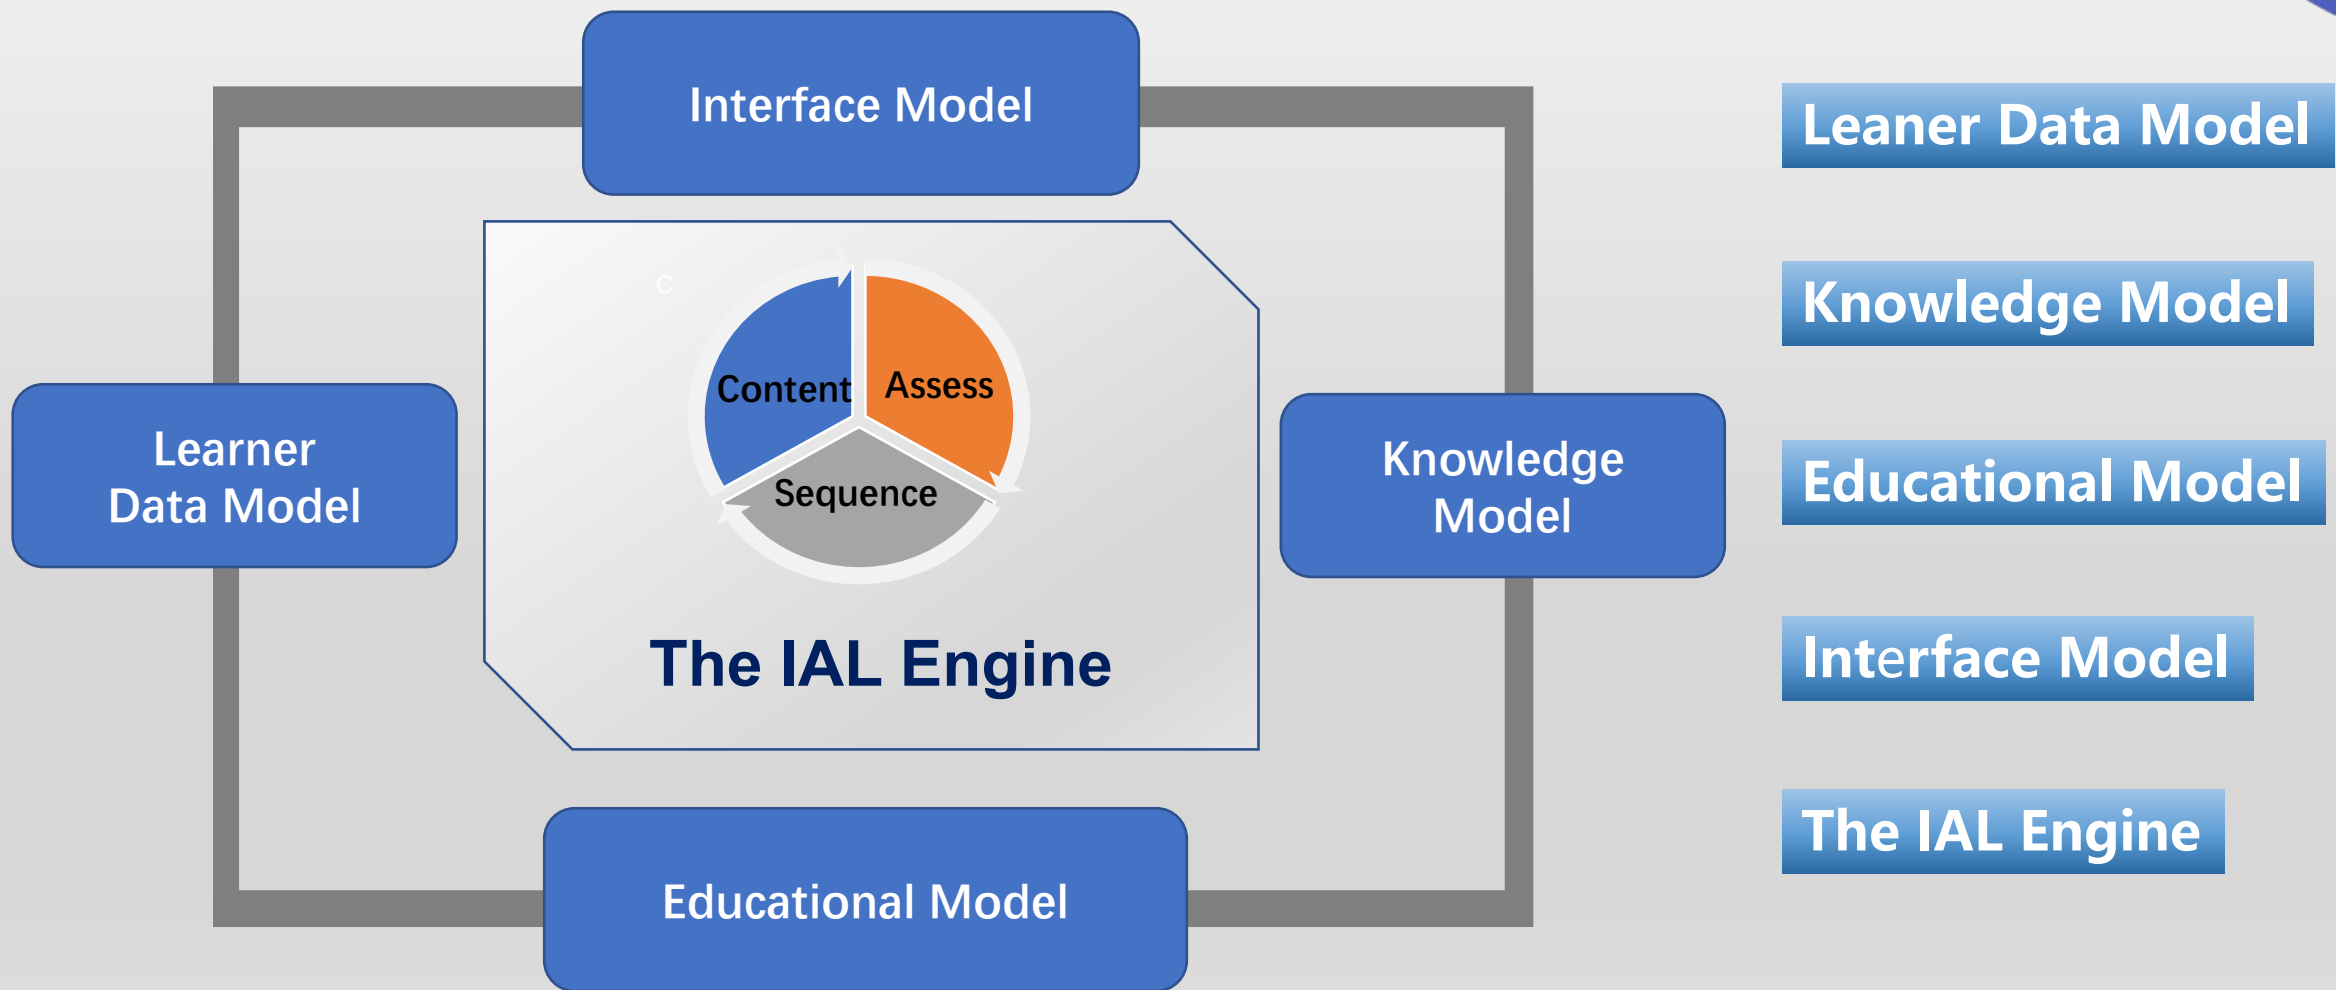 Interface Model
c
Content
Assess
Sequence
The IAL Engine
Learner
Data Model
Knowledge
Model
Educational Model
Leaner Data Model
Knowledge Model
Educational Model
Interface Model
The IAL Engine